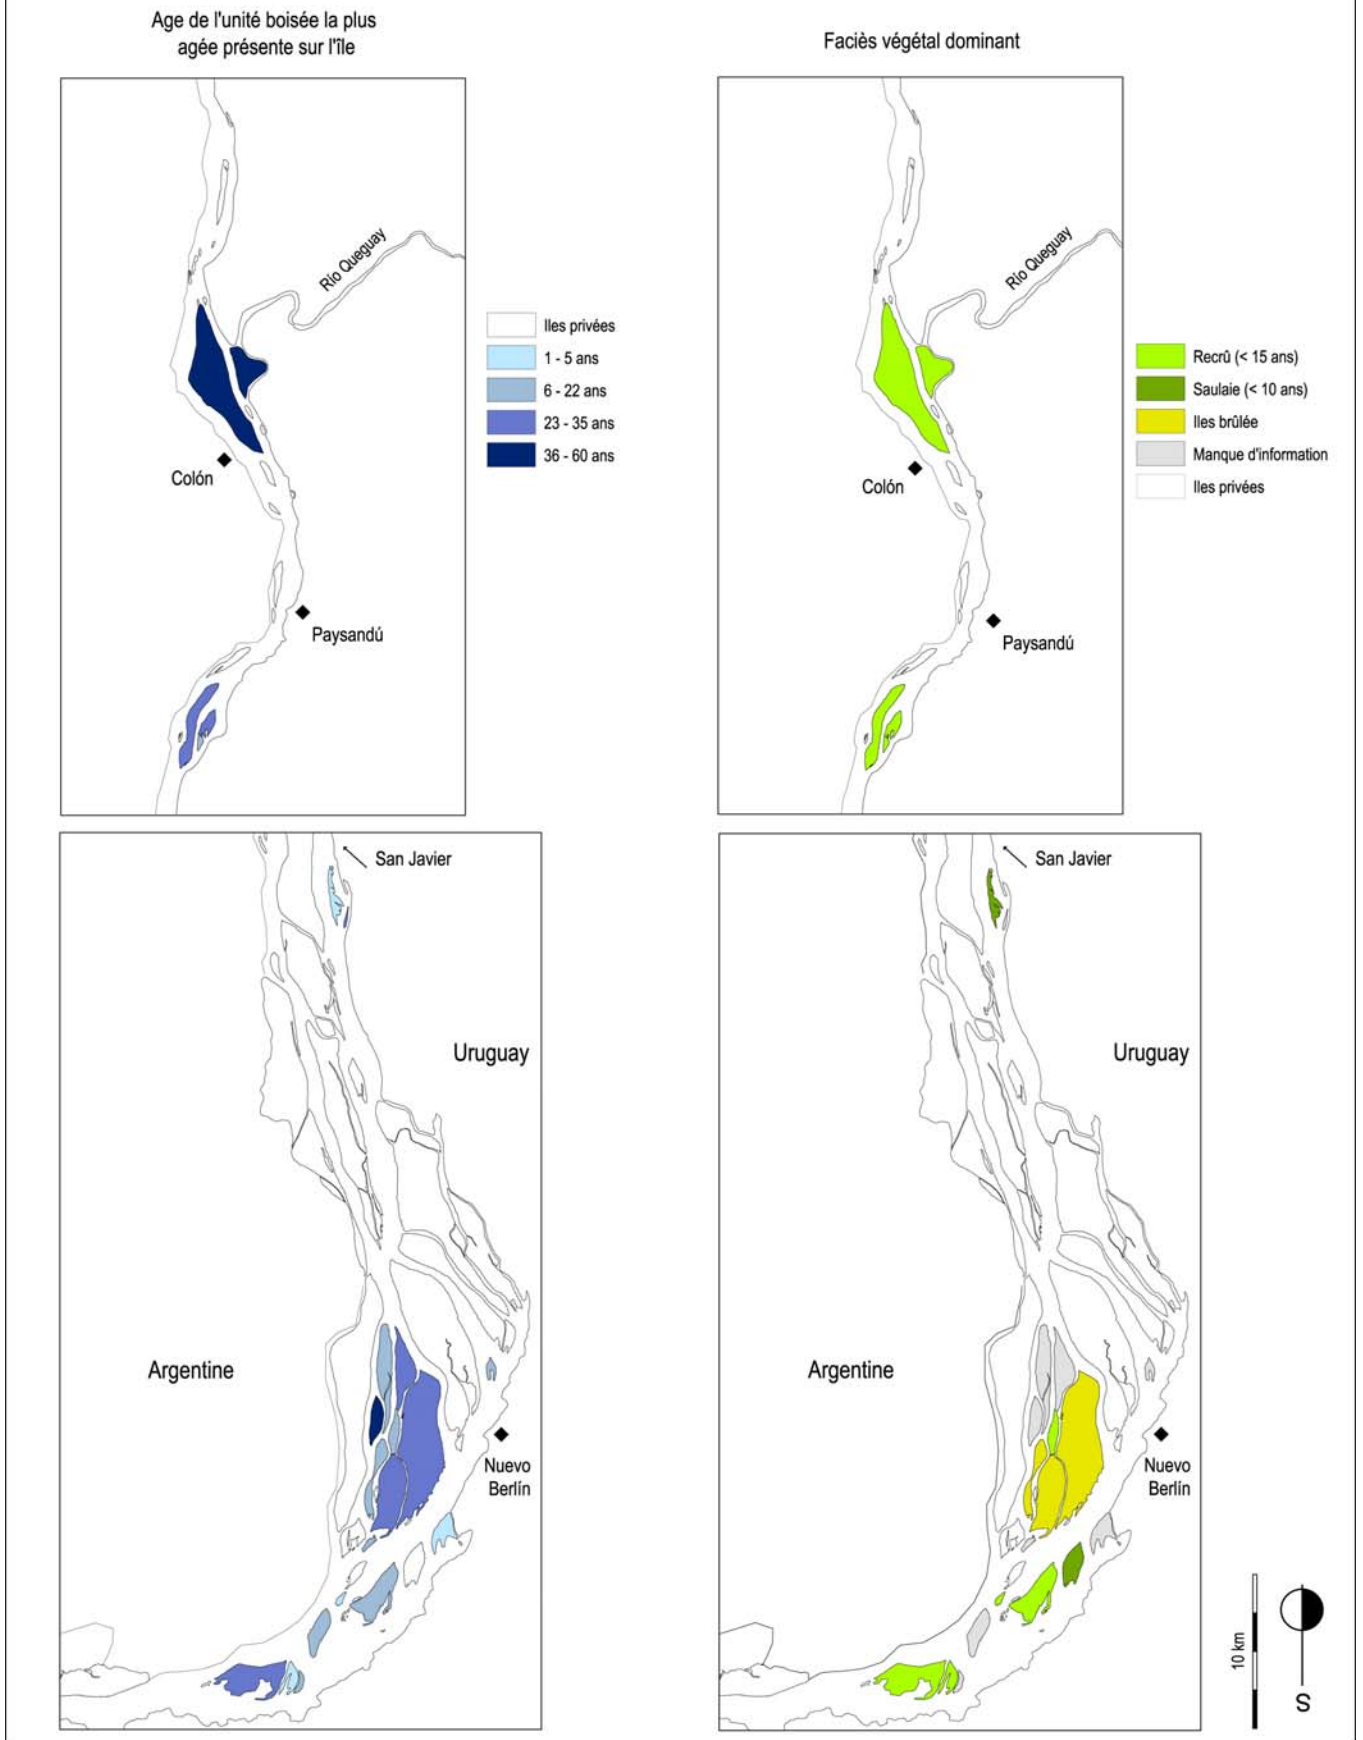 Age de l'unité boisée la plus
agée présente sur l'île
Faciès végétal dominant
Río Queguay
Colón
Paysandú
Iles privées
1 - 5 ans
6 - 22 ans
23 - 35 ans
36 - 60 ans
Río Queguay
Colón
Paysandú
Recrû (< 15 ans)
Saulaie (< 10 ans)
Iles brûlée
Manque d'information
Iles privées
San Javier
Uruguay
Argentine
Nuevo
Berlín
San Javier
Uruguay
Argentine
Nuevo
Berlín
10 km
S